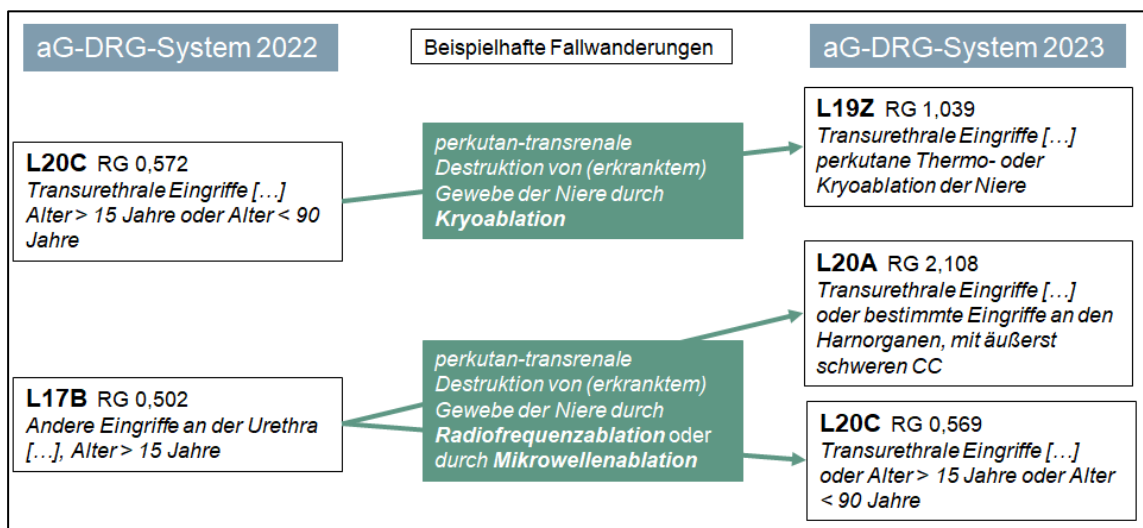 aG-DRG-System 2022
Beispielhafte Fallwanderungen
aG-DRG-System 2023
L20C RG 0,572
Transurethrale Eingriffe […]
Alter > 15 Jahre oder Alter < 90
Jahre
perkutan-transrenale
Destruktion von (erkranktem)
Gewebe der Niere durch
Kryoablation
L19Z RG 1,039
Transurethrale Eingriffe […]
perkutane Thermo- oder
Kryoablation der Niere
L17B RG 0,502
Andere Eingriffe an der Urethra
[…], Alter > 15 Jahre
perkutan-transrenale
Destruktion von (erkranktem)
Gewebe der Niere durch
Radiofrequenzablation oder
durch Mikrowellenablation
L20A RG 2,108
Transurethrale Eingriffe […]
oder bestimmte Eingriffe an den
Harnorganen, mit äußerst
schweren CC
L20C RG 0,569
Transurethrale Eingriffe […]
oder Alter > 15 Jahre oder Alter
< 90 Jahre